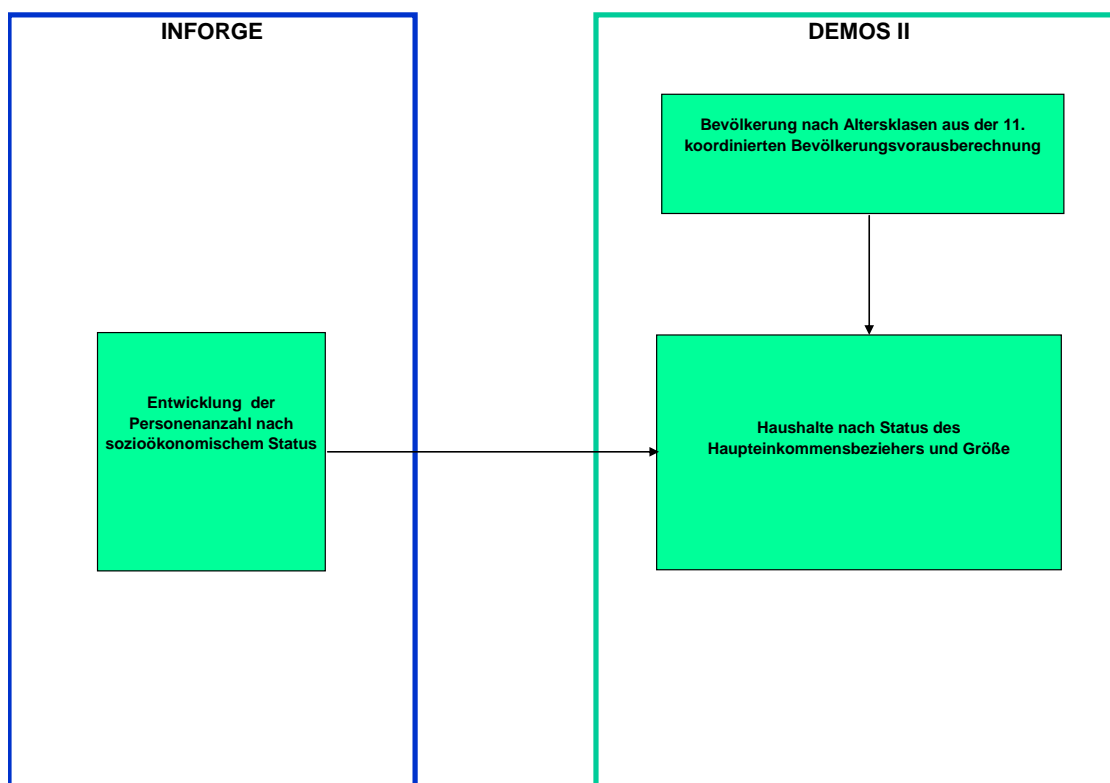 INFORGE
DEMOS II
Bevölkerung nach Altersklasen aus der 11.
koordinierten Bevölkerungsvorausberechnung
Entwicklung der
Personenanzahl nach
sozioökonomischem Status
Haushalte nach Status des
Haupteinkommensbeziehers und Größe